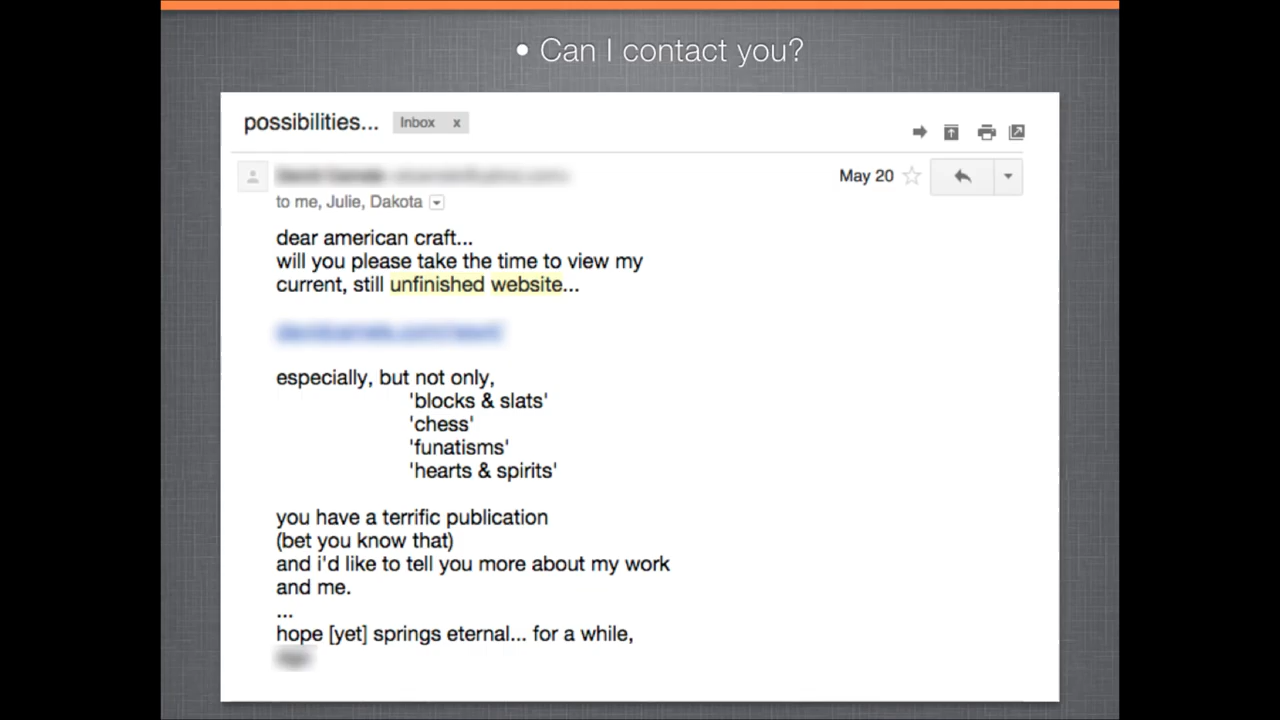 • Can I contact you?
possibilities... Inbox x
May 20
to me, Julie, Dakota
dear american craft...
will you please take the time to view my
current, still unfinished website...
especially, but not only,
'blocks & slats'
'chess'
'funatisms'
'hearts & spirits'
you have a terrific publication
(bet you know that)
and i'd like to tell you more about my work
and me.
...
hope [yet] springs eternal... for a while,